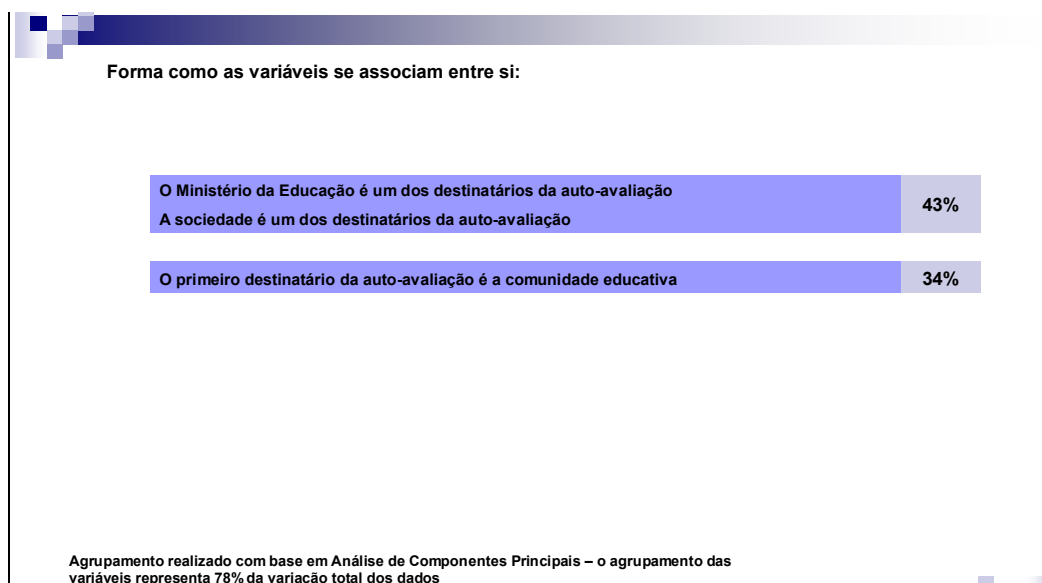 Forma como as variáveis se associam entre si:
O Ministério da Educação é um dos destinatários da auto-avaliação
A sociedade é um dos destinatários da auto-avaliação
43%
O primeiro destinatário da auto-avaliação é a comunidade educativa
34%
Agrupamento realizado com base em Análise de Componentes Principais – o agrupamento das
variáveis representa 78% da variação total dos dados